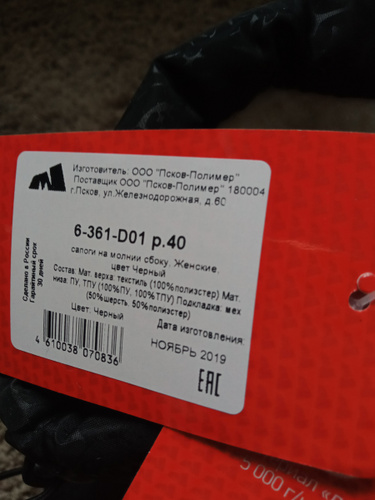 Изготовитель: ООО "Псков-Полимер"
Поставщик ООО "Псков-Полимер" 180004
г.Псков, ул.Железнодорожная, д.60
6-361-D01 р.40
сапоги на молнии сбоку, Женские,
цвет Черный
Состав: Мат. верха: текстиль (100%полиэстер) Мат.
низа: ПУ, ТПУ (100%ПУ, 100%ТПУ) Подкладка: мех
(50%шерсть, 50%полиэстер)
Цвет: Черный
Дата изготовления:
НОЯБРЬ 2019
4 610038 070836
EAC
Сделано в России
Гарантийный срок
30 дней
5 000 г/